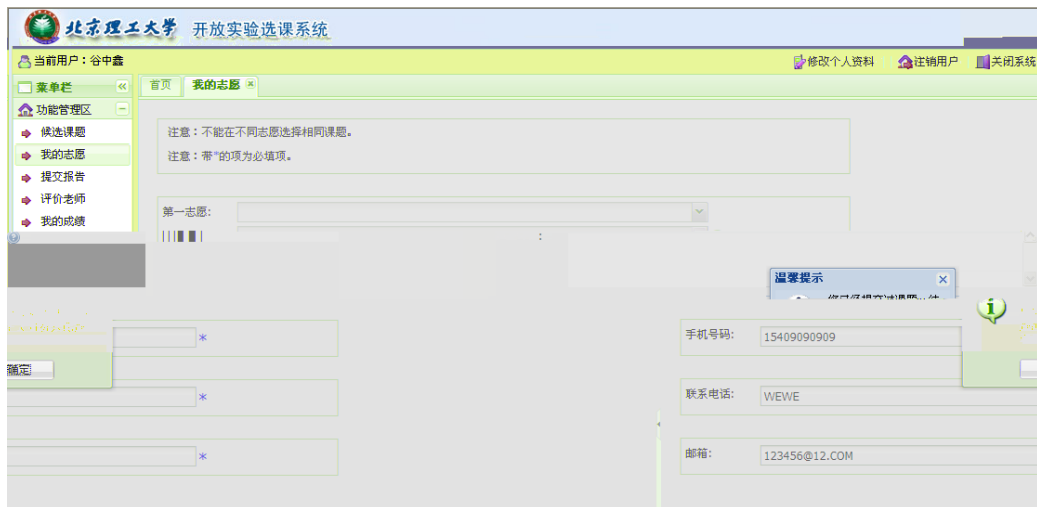 北京理工大学 开放实验选课系统
当前用户：谷中鑫 修改个人资料 注销用户 关闭系统
菜单栏 首页 我的志愿
功能管理区
候选课题
我的志愿
提交报告
评价老师
我的成绩
注意：不能在不同志愿选择相同课题。
注意：带*的项为必填项。
第一志愿:
温馨提示
手机号码: 15409090909
确定
联系电话: WEWE
邮箱: 123456@12.COM